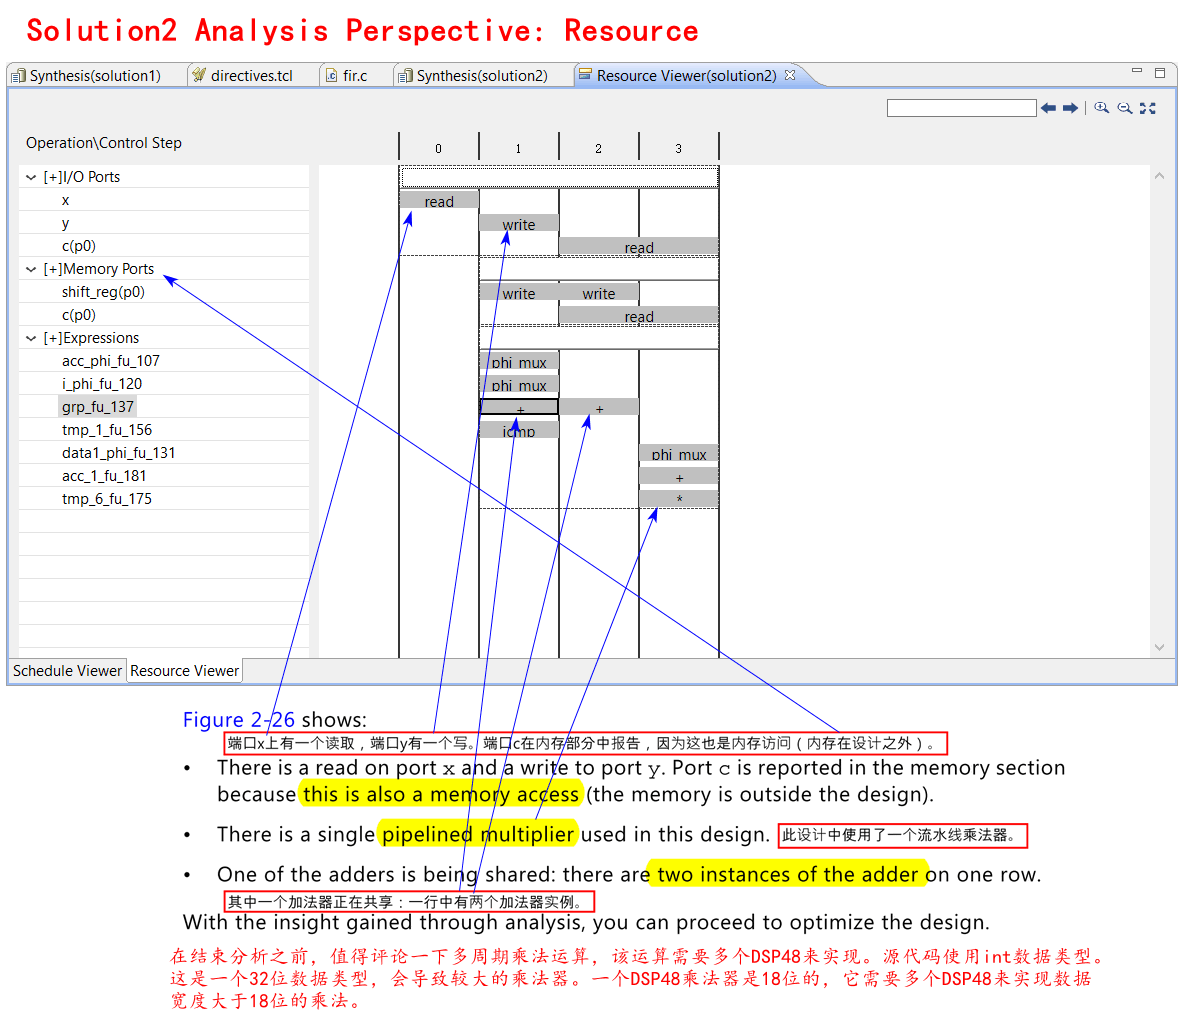 Solution2 Analysis Perspective: Resource
Synthesis(solution1)
directives.tcl
fir.c
Synthesis(solution2)
Resource Viewer(solution2)
Operation\Control Step
0
1
2
3
[+]I/O Ports
x
read
y
write
c(p0)
read
[+]Memory Ports
shift_reg(p0)
write
write
c(p0)
read
[+]Expressions
acc_phi_fu_107
phi_mux
i_phi_fu_120
phi_mux
grp_fu_137
+
+
tmp_1_fu_156
icmp
data1_phi_fu_131
phi_mux
acc_1_fu_181
+
tmp_6_fu_175
*
Schedule Viewer
Resource Viewer
Figure 2-26 shows:
端口x上有一个读取，端口y有一个写。端口c在内存部分中报告，因为这也是内存访问（内存在设计之外）。
• There is a read on port x and a write to port y. Port c is reported in the memory section
because this is also a memory access (the memory is outside the design).
• There is a single pipelined multiplier used in this design.
此设计中使用了一个流水线乘法器。
• One of the adders is being shared: there are two instances of the adder on one row.
其中一个加法器正在共享：一行中有两个加法器实例。
With the insight gained through analysis, you can proceed to optimize the design.
在结束分析之前，值得评论一下多周期乘法运算，该运算需要多个DSP48来实现。源代码使用int数据类型。
这是一个32位数据类型，会导致较大的乘法器。一个DSP48乘法器是18位的，它需要多个DSP48来实现数据
宽度大于18位的乘法。